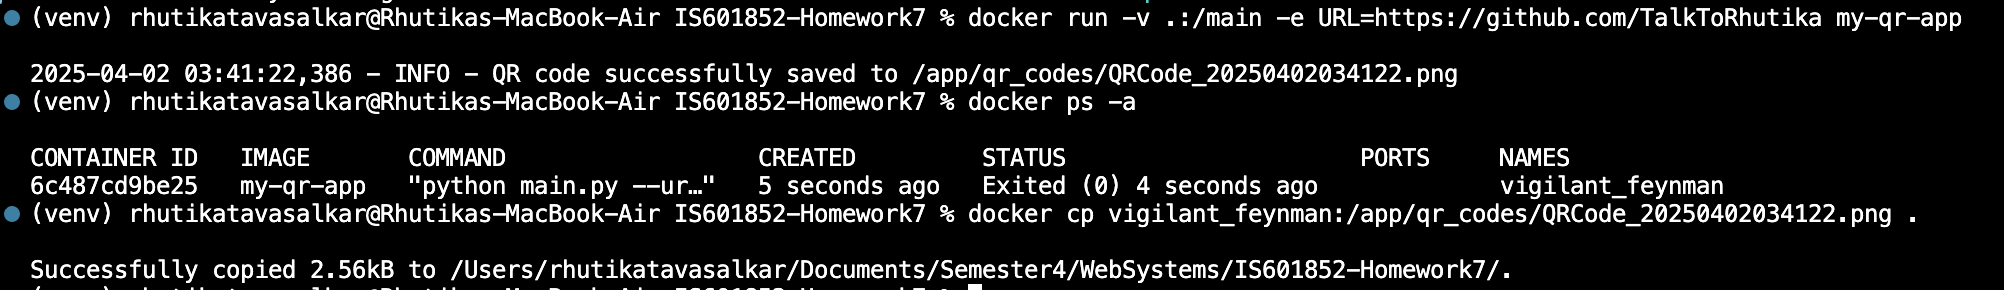 (venv) rhutikatavasalkar@Rhutikas-MacBook-Air IS601852-Homework7 % docker run -v .:/main -e URL=https://github.com/TalkToRhutika my-qr-app
2025-04-02 03:41:22,386 - INFO - QR code successfully saved to /app/qr_codes/QRCode_20250402034122.png
(venv) rhutikatavasalkar@Rhutikas-MacBook-Air IS601852-Homework7 % docker ps -a
CONTAINER ID   IMAGE       COMMAND                  CREATED         STATUS                     PORTS     NAMES
6c487cd9be25   my-qr-app   "python main.py --ur…"   5 seconds ago   Exited (0) 4 seconds ago             vigilant_feynman
(venv) rhutikatavasalkar@Rhutikas-MacBook-Air IS601852-Homework7 % docker cp vigilant_feynman:/app/qr_codes/QRCode_20250402034122.png .
Successfully copied 2.56kB to /Users/rhutikatavasalkar/Documents/Semester4/WebSystems/IS601852-Homework7/.